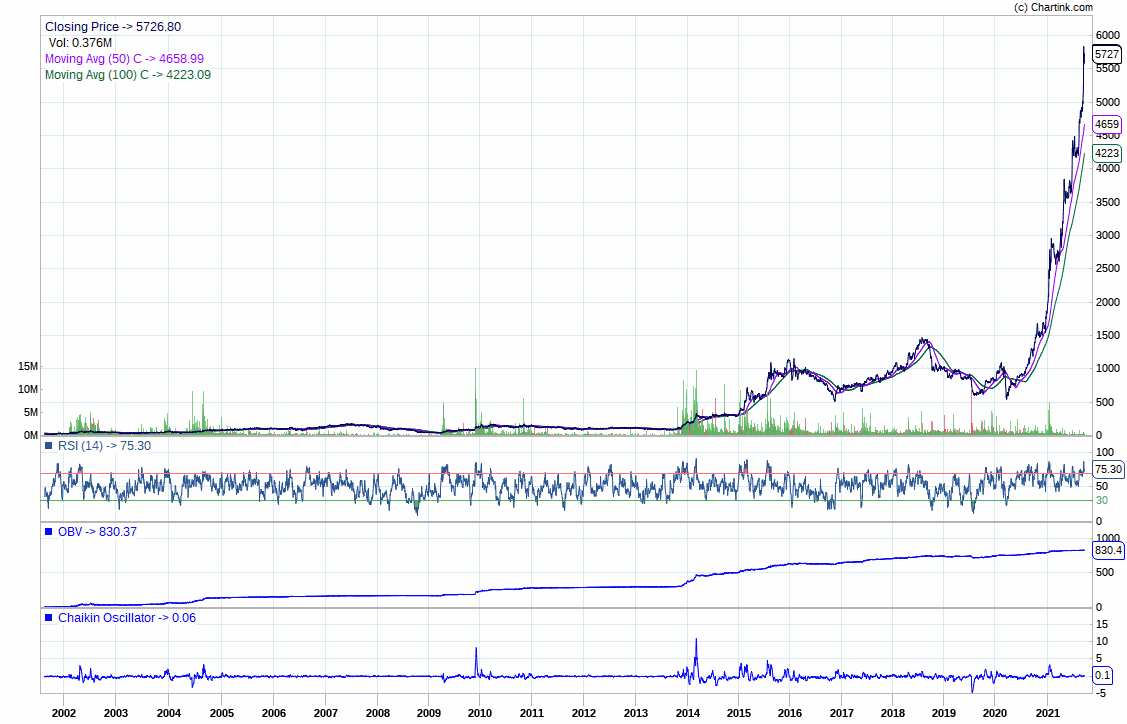 (c) Chartink.com
Closing Price -> 5726.80
Vol: 0.376M
Moving Avg (50) C -> 4658.99
Moving Avg (100) C -> 4223.09
6000
5727
5500
5000
4659
4500
4223
4000
3500
3000
2500
2000
1500
15M 1000
10M
5M 500
0M 0
RSI (14) -> 75.30 100
75.30
50
30
0
OBV -> 830.37 1000
830.4
500
0
Chaikin Oscillator -> 0.06 15
10
5
0.1
-5
2002 2003 2004 2005 2006 2007 2008 2009 2010 2011 2012 2013 2014 2015 2016 2017 2018 2019 2020 2021